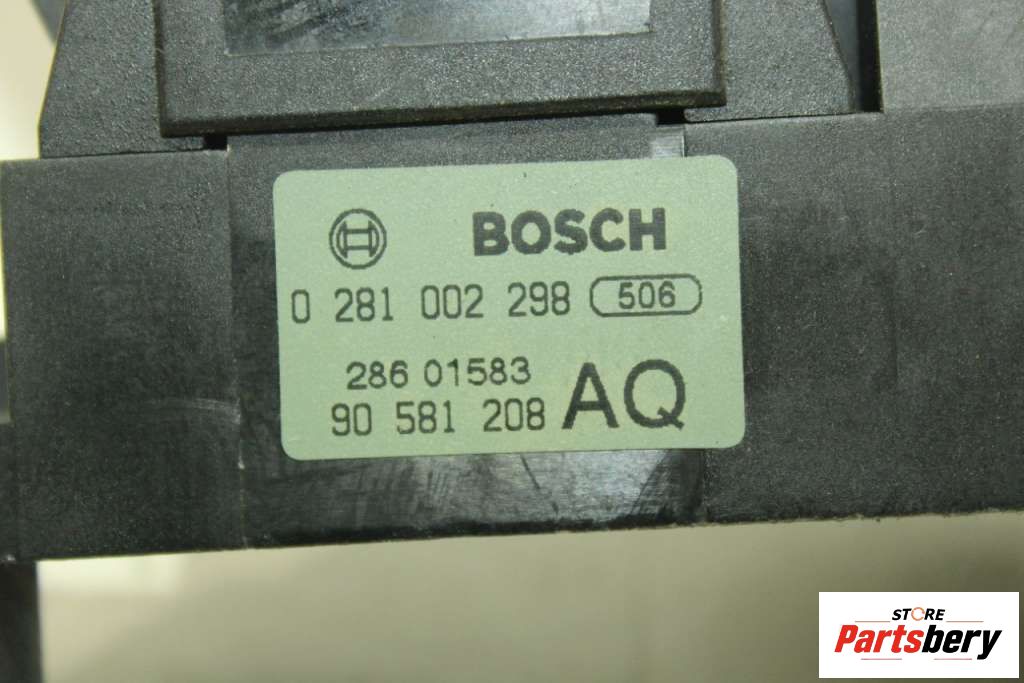 BOSCH
0 281 002 298 506
286 01583
90 581 208 AQ
STORE
Partsbery